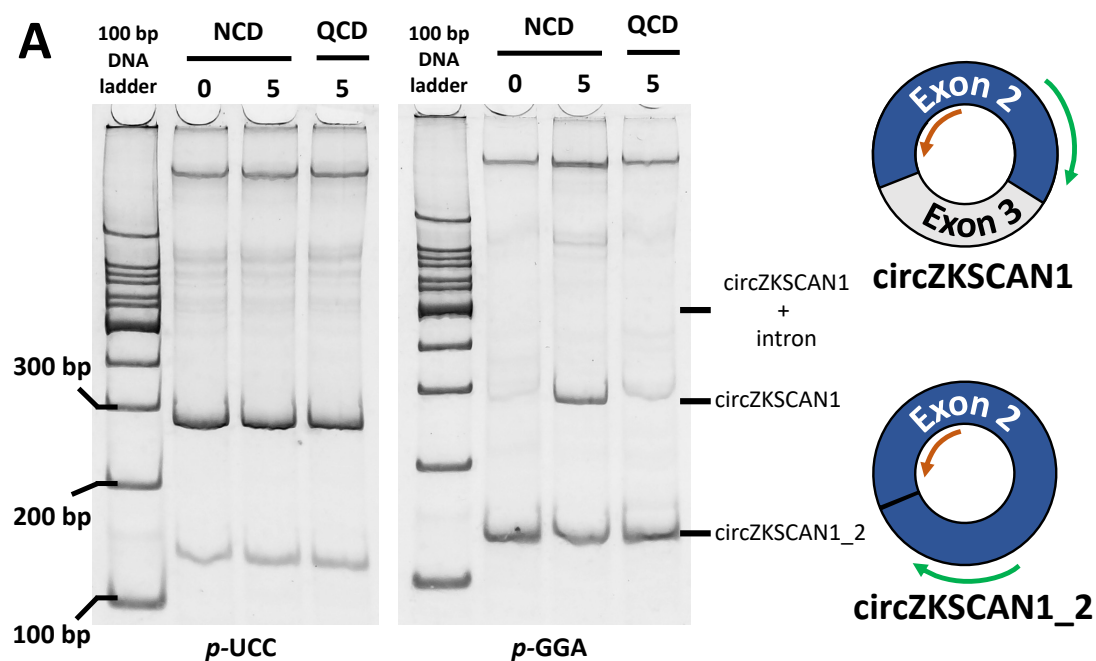 A
100 bp
DNA
ladder
NCD
QCD
0
5
5
300 bp
200 bp
100 bp
p-UCC
100 bp
DNA
ladder
NCD
QCD
0
5
5
p-GGA
circZKSCAN1
+
intron
circZKSCAN1
circZKSCAN1_2
Exon 2
Exon 3
circZKSCAN1
Exon 2
circZKSCAN1_2